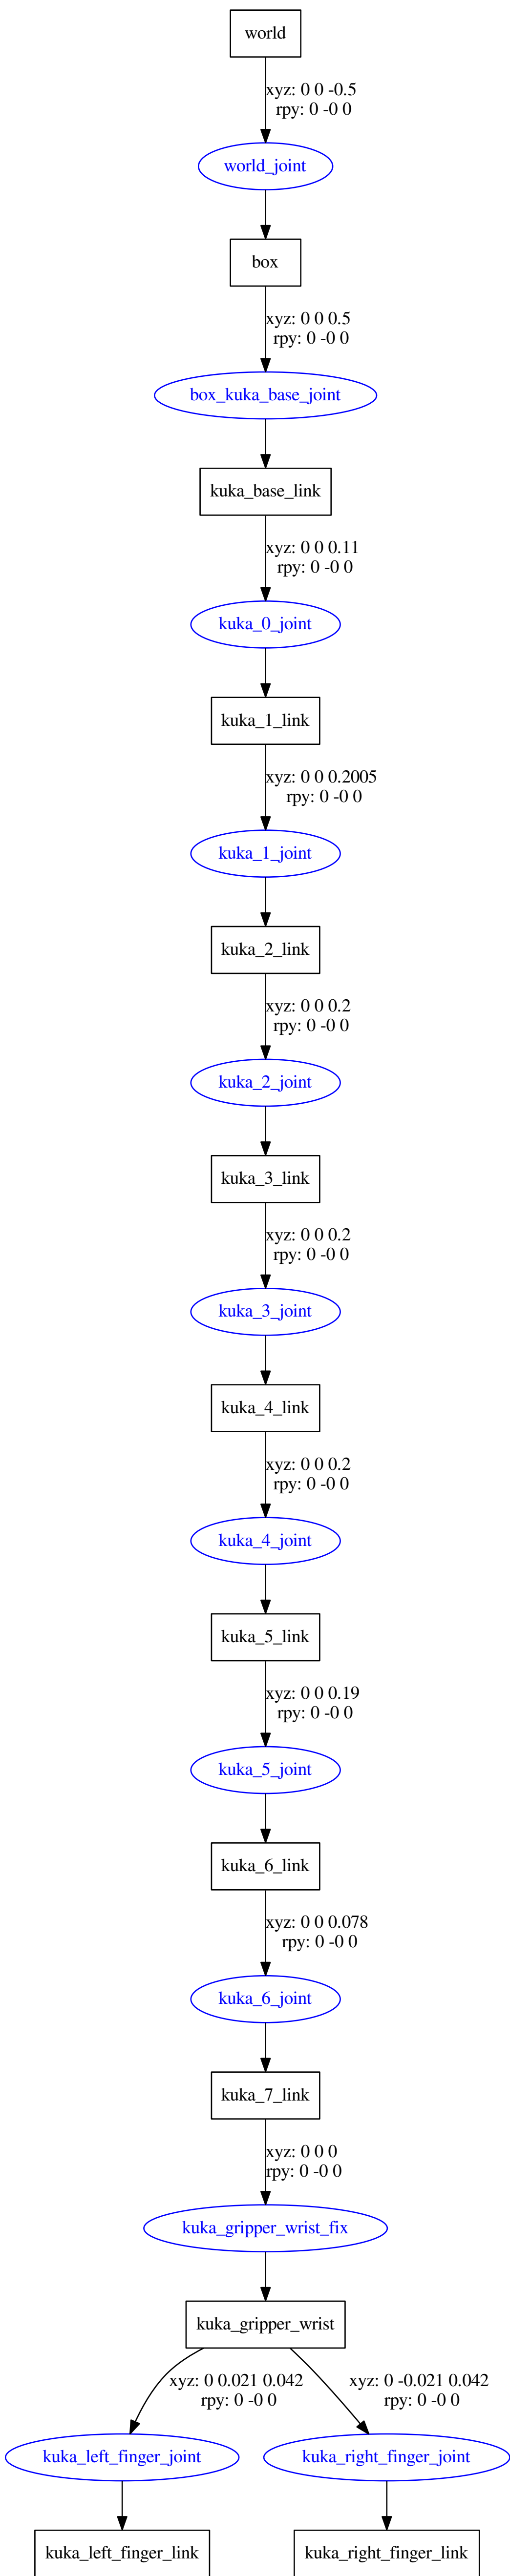 world
xyz: 0 0 -0.5
rpy: 0 -0 0
world_joint
box
xyz: 0 0 0.5
rpy: 0 -0 0
box_kuka_base_joint
kuka_base_link
xyz: 0 0 0.11
rpy: 0 -0 0
kuka_0_joint
kuka_1_link
xyz: 0 0 0.2005
rpy: 0 -0 0
kuka_1_joint
kuka_2_link
xyz: 0 0 0.2
rpy: 0 -0 0
kuka_2_joint
kuka_3_link
xyz: 0 0 0.2
rpy: 0 -0 0
kuka_3_joint
kuka_4_link
xyz: 0 0 0.2
rpy: 0 -0 0
kuka_4_joint
kuka_5_link
xyz: 0 0 0.19
rpy: 0 -0 0
kuka_5_joint
kuka_6_link
xyz: 0 0 0.078
rpy: 0 -0 0
kuka_6_joint
kuka_7_link
xyz: 0 0 0
rpy: 0 -0 0
kuka_gripper_wrist_fix
kuka_gripper_wrist
xyz: 0 0.021 0.042
rpy: 0 -0 0
xyz: 0 -0.021 0.042
rpy: 0 -0 0
kuka_left_finger_joint
kuka_right_finger_joint
kuka_left_finger_link
kuka_right_finger_link